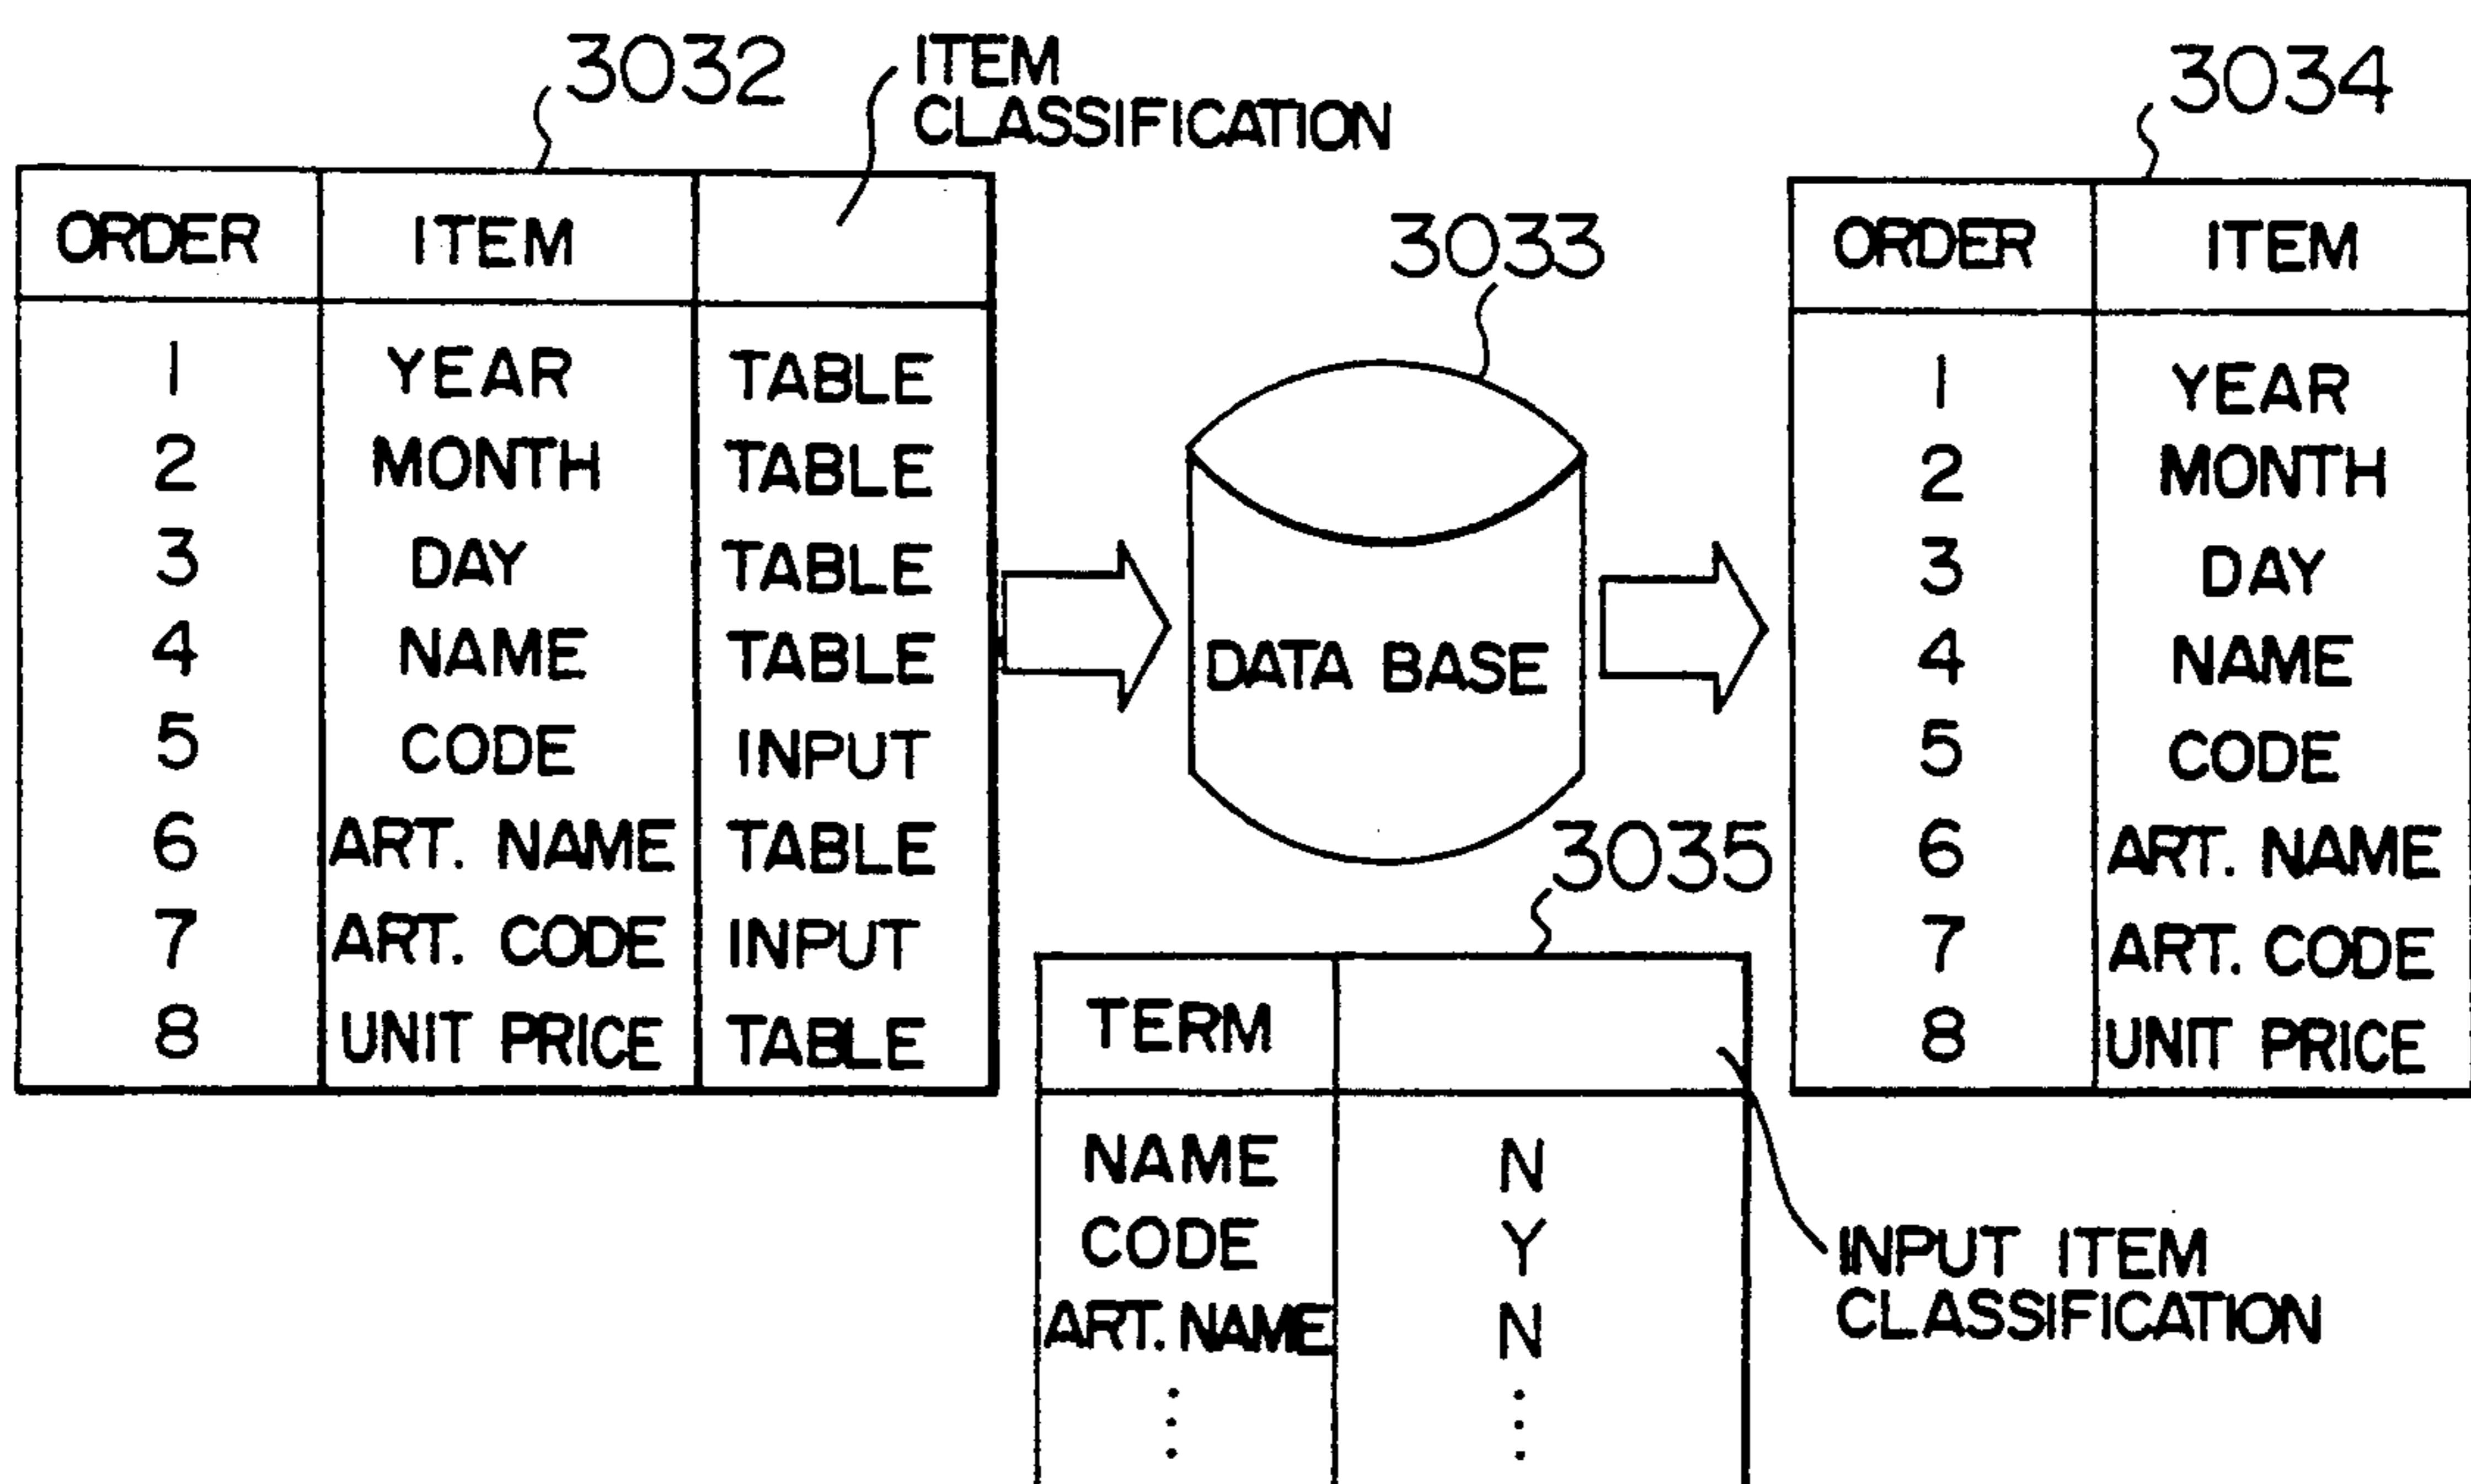 3032
ITEM
CLASSIFICATION
ORDER ITEM
1 YEAR TABLE
2 MONTH TABLE
3 DAY TABLE
4 NAME TABLE
5 CODE INPUT
6 ART. NAME TABLE
7 ART. CODE INPUT
8 UNIT PRICE TABLE
3033
DATA BASE
3034
ORDER ITEM
1 YEAR
2 MONTH
3 DAY
4 NAME
5 CODE
6 ART. NAME
7 ART. CODE
8 UNIT PRICE
3035
TERM
NAME N
CODE Y
ART. NAME N
INPUT ITEM
CLASSIFICATION